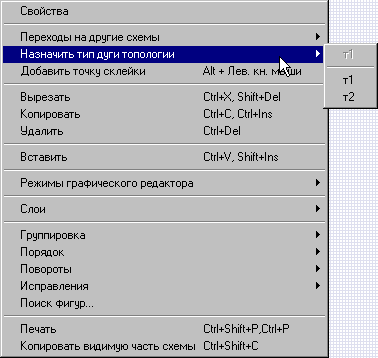 Свойства
Переходы на другие схемы
Назначить тип дуги топологии
т1
Добавить точку склейки Alt + Лев. кн. мыши
т1
Вырезать Ctrl+X, Shift+Del
т2
Копировать Ctrl+C, Ctrl+Ins
Удалить Ctrl+Del
Вставить Ctrl+V, Shift+Ins
Режимы графического редактора
Слои
Группировка
Порядок
Повороты
Исправления
Поиск фигур...
Печать Ctrl+Shift+P,Ctrl+P
Копировать видимую часть схемы Ctrl+Shift+C